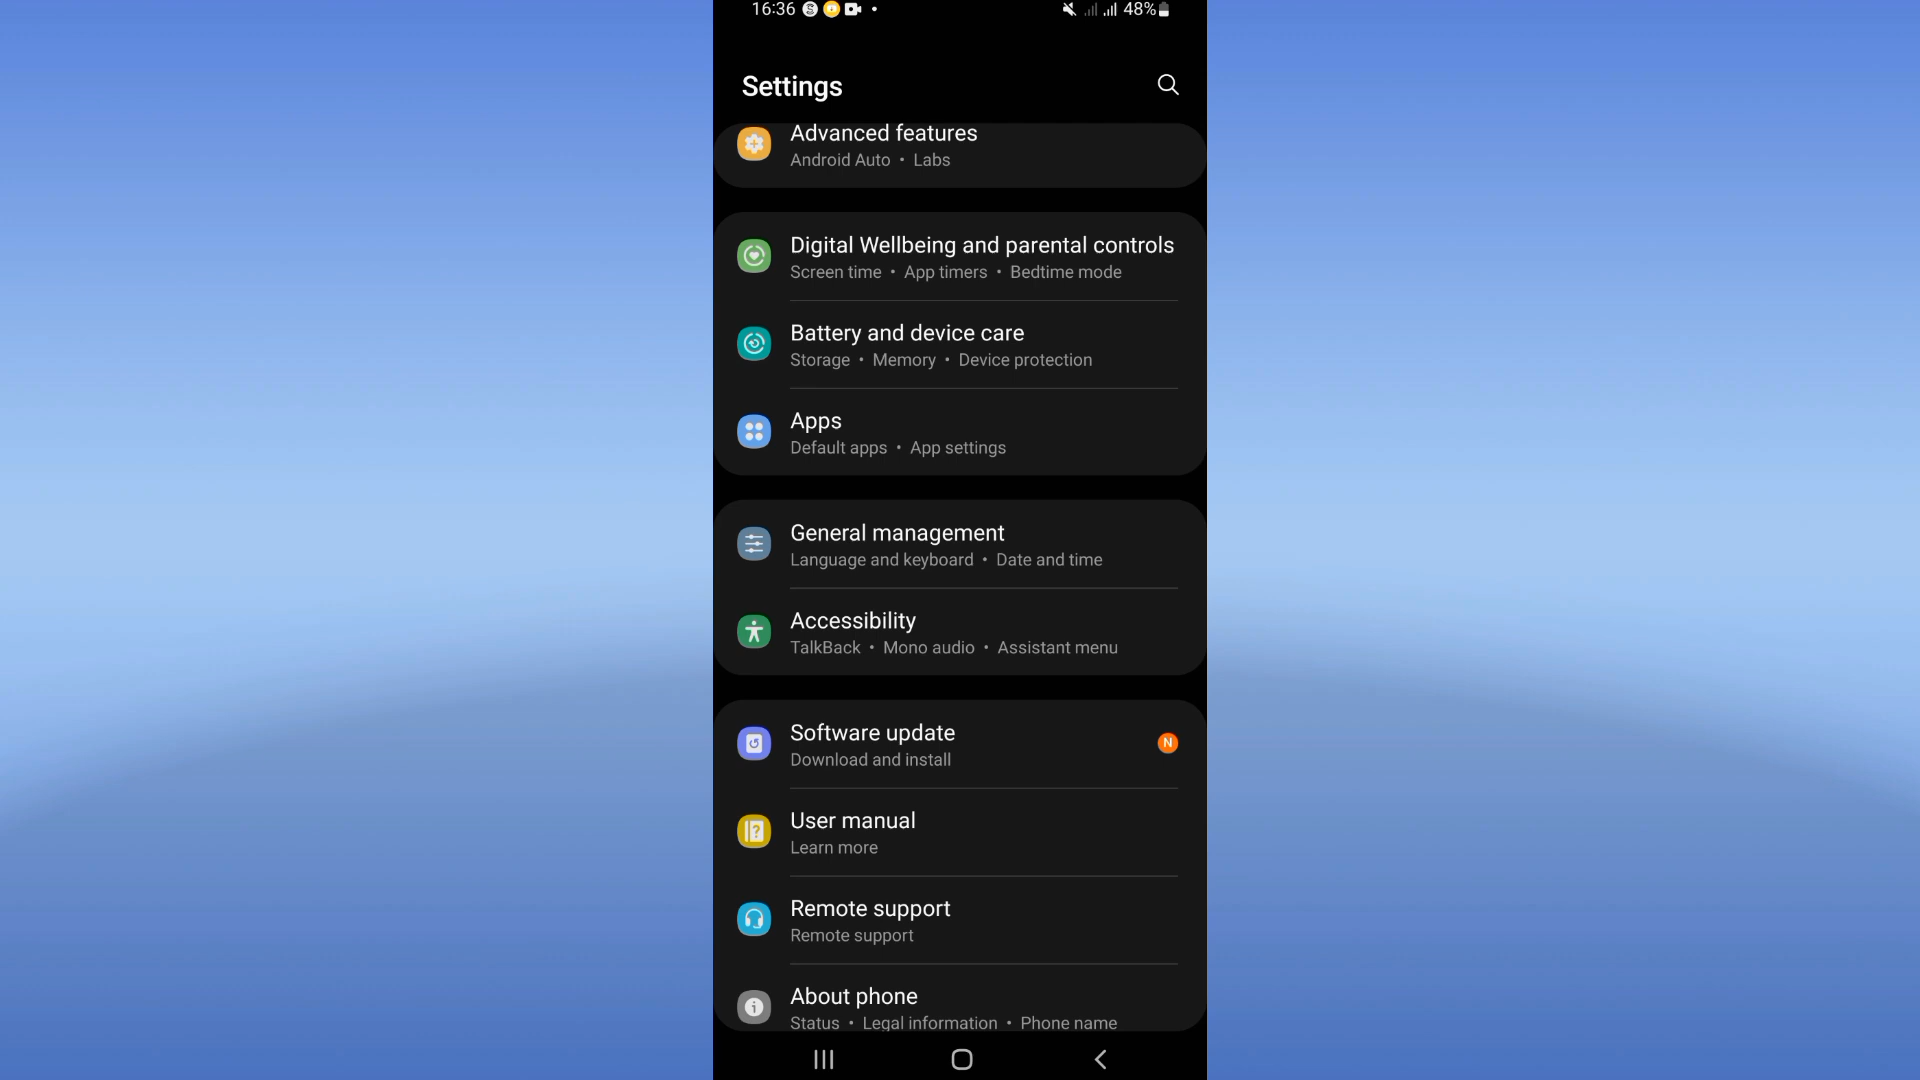 16:36 S 48%
Settings
Advanced features
Android Auto • Labs
Digital Wellbeing and parental controls
Screen time • App timers • Bedtime mode
Battery and device care
Storage • Memory • Device protection
Apps
Default apps • App settings
General management
Language and keyboard • Date and time
Accessibility
TalkBack • Mono audio • Assistant menu
Software update
N
Download and install
User manual
Learn more
Remote support
Remote support
About phone
Status • Legal information • Phone name